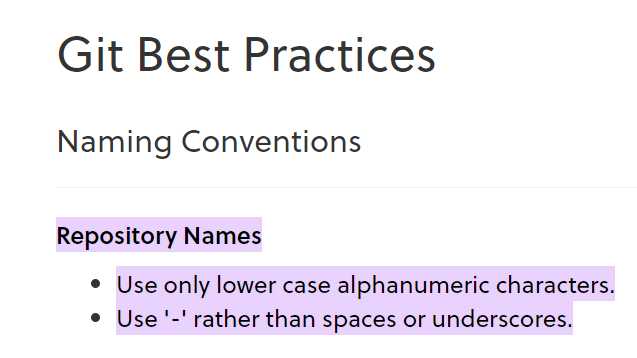 Git Best Practices
Naming Conventions
Repository Names
• Use only lower case alphanumeric characters.
• Use '-' rather than spaces or underscores.